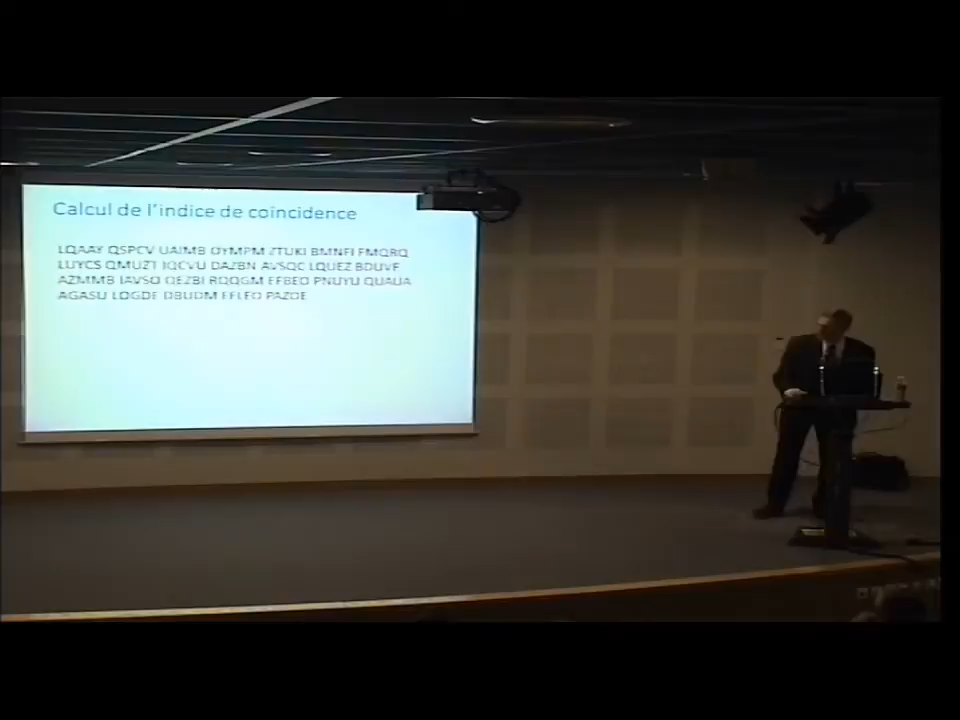 Calcul de l'indice de coïncidence
LQAAY QSPCV UAIMB OYMPM ZTUKI BMNFI FMQRQ
LUYCS QMUZT IQCVU DAZBN AVSQC LQUEZ BDUVF
AZMMB IAVSO QEZBI RQQGM EFBEO PNUYU QUAUA
AGASU LOGDE DBUDM EFLEO PAZDE